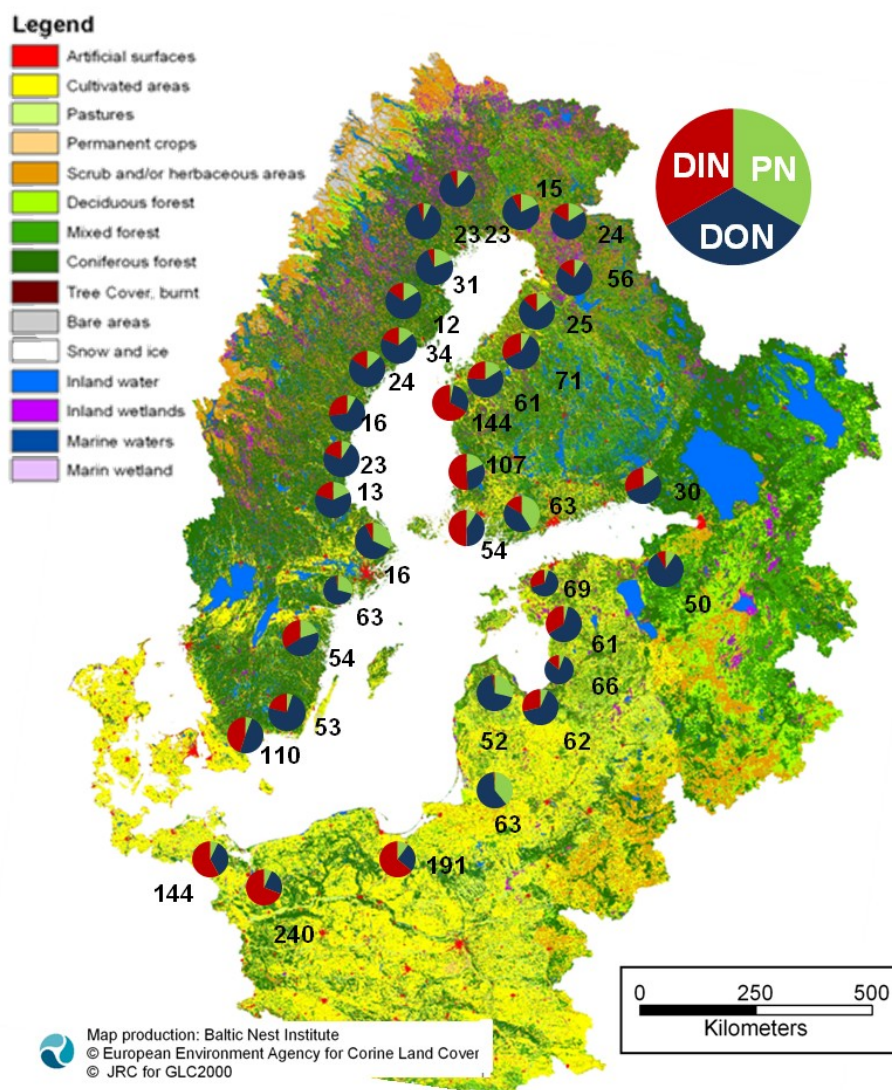 Legend
Artificial surfaces
Cultivated areas
Pastures
Permanent crops
Scrub and/or herbaceous areas
Deciduous forest
Mixed forest
Coniferous forest
Tree Cover, burnt
Bare areas
Snow and ice
Inland water
Inland wetlands
Marine waters
Marin wetland
DIN PN
DON
15
23 23 24
31 56
12 25
34
24 71
61
16 144
23 107
13 63 30
54
16 69 50
63 61
54 66
53 52 62
110
63
144 191
240
0 250 500
Kilometers
Map production: Baltic Nest Institute
© European Environment Agency for Corine Land Cover
© JRC for GLC2000